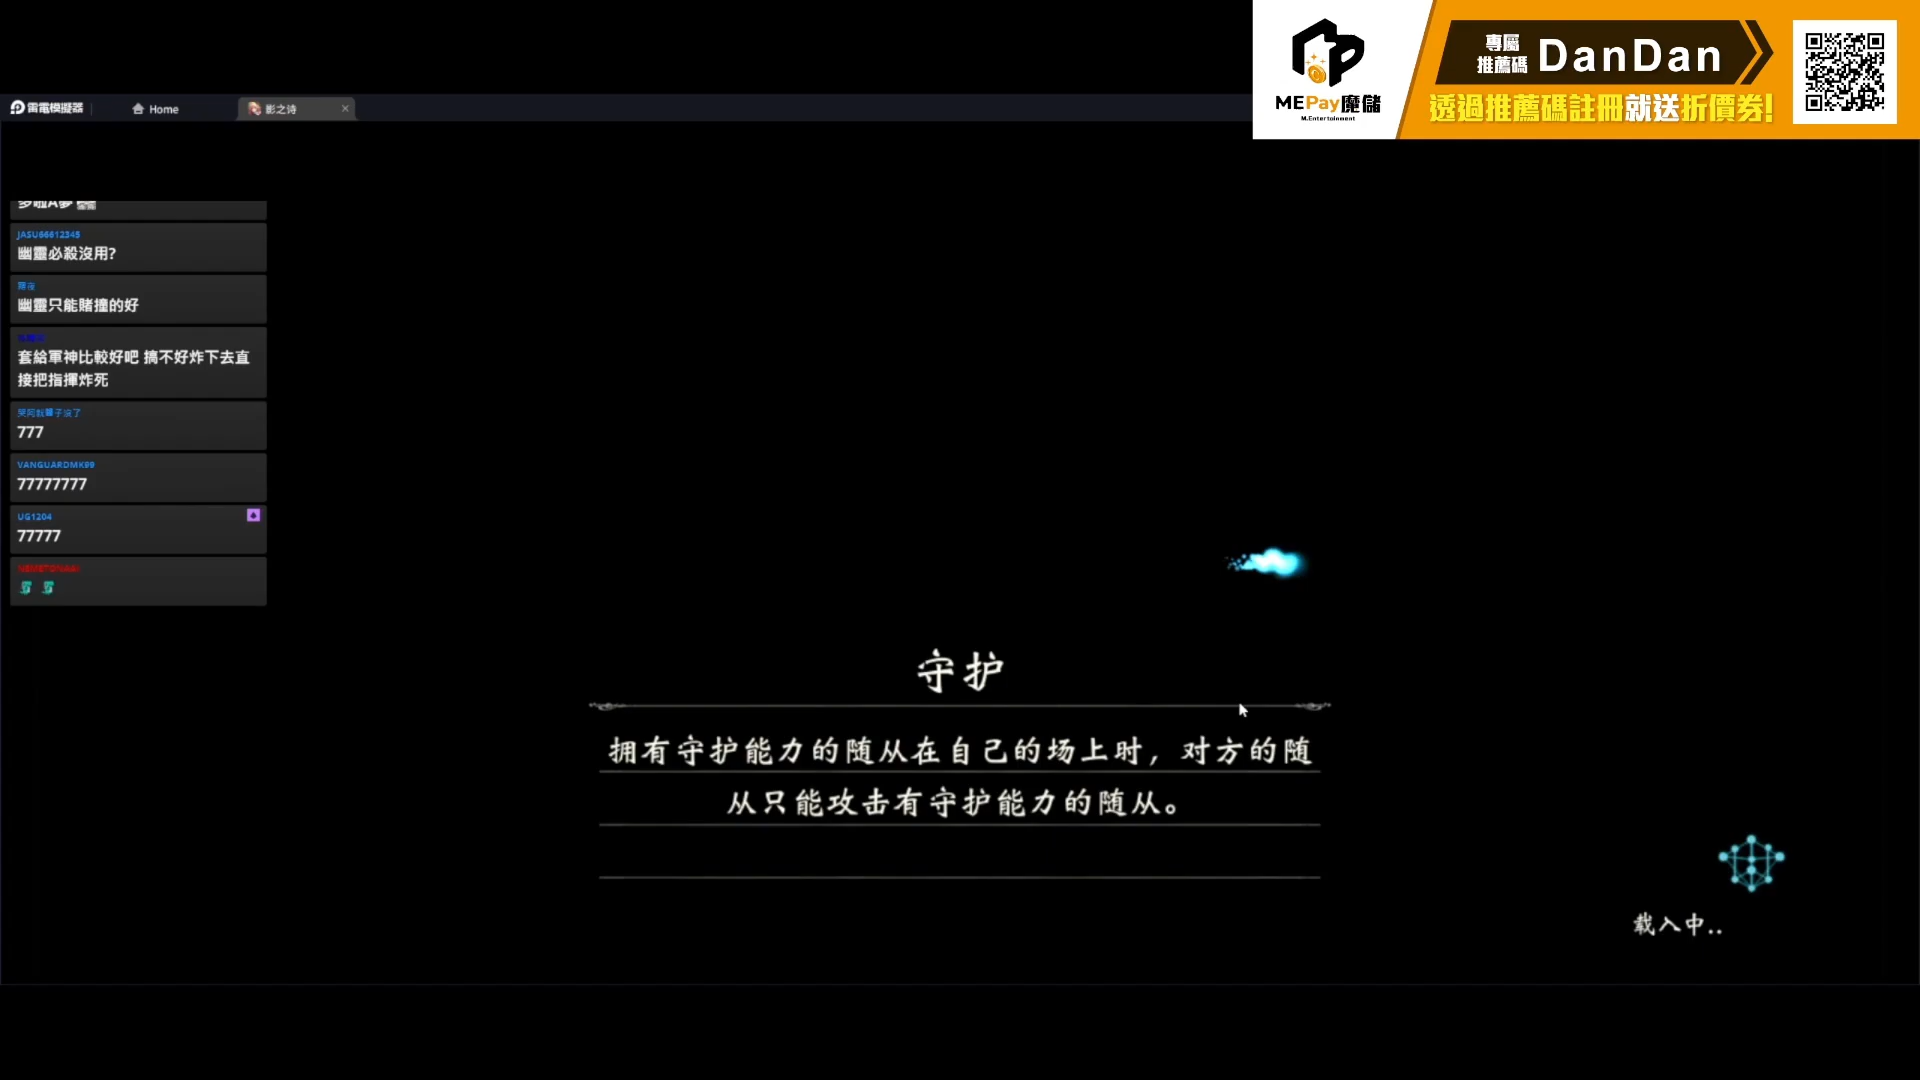 MEPay魔儲
M.Entertainment
專屬
推薦碼
DanDan
透過推薦碼註冊就送折價券!
雷電模擬器
Home
影之诗
JASU66612345
幽靈必殺沒用?
幽靈只能賭撞的好
套給軍神比較好吧 搞不好炸下去直
接把指揮炸死
777
VANGUARDMK99
77777777
UG1204
77777
守护
拥有守护能力的随从在自己的场上时，对方的随
从只能攻击有守护能力的随从。
载入中..